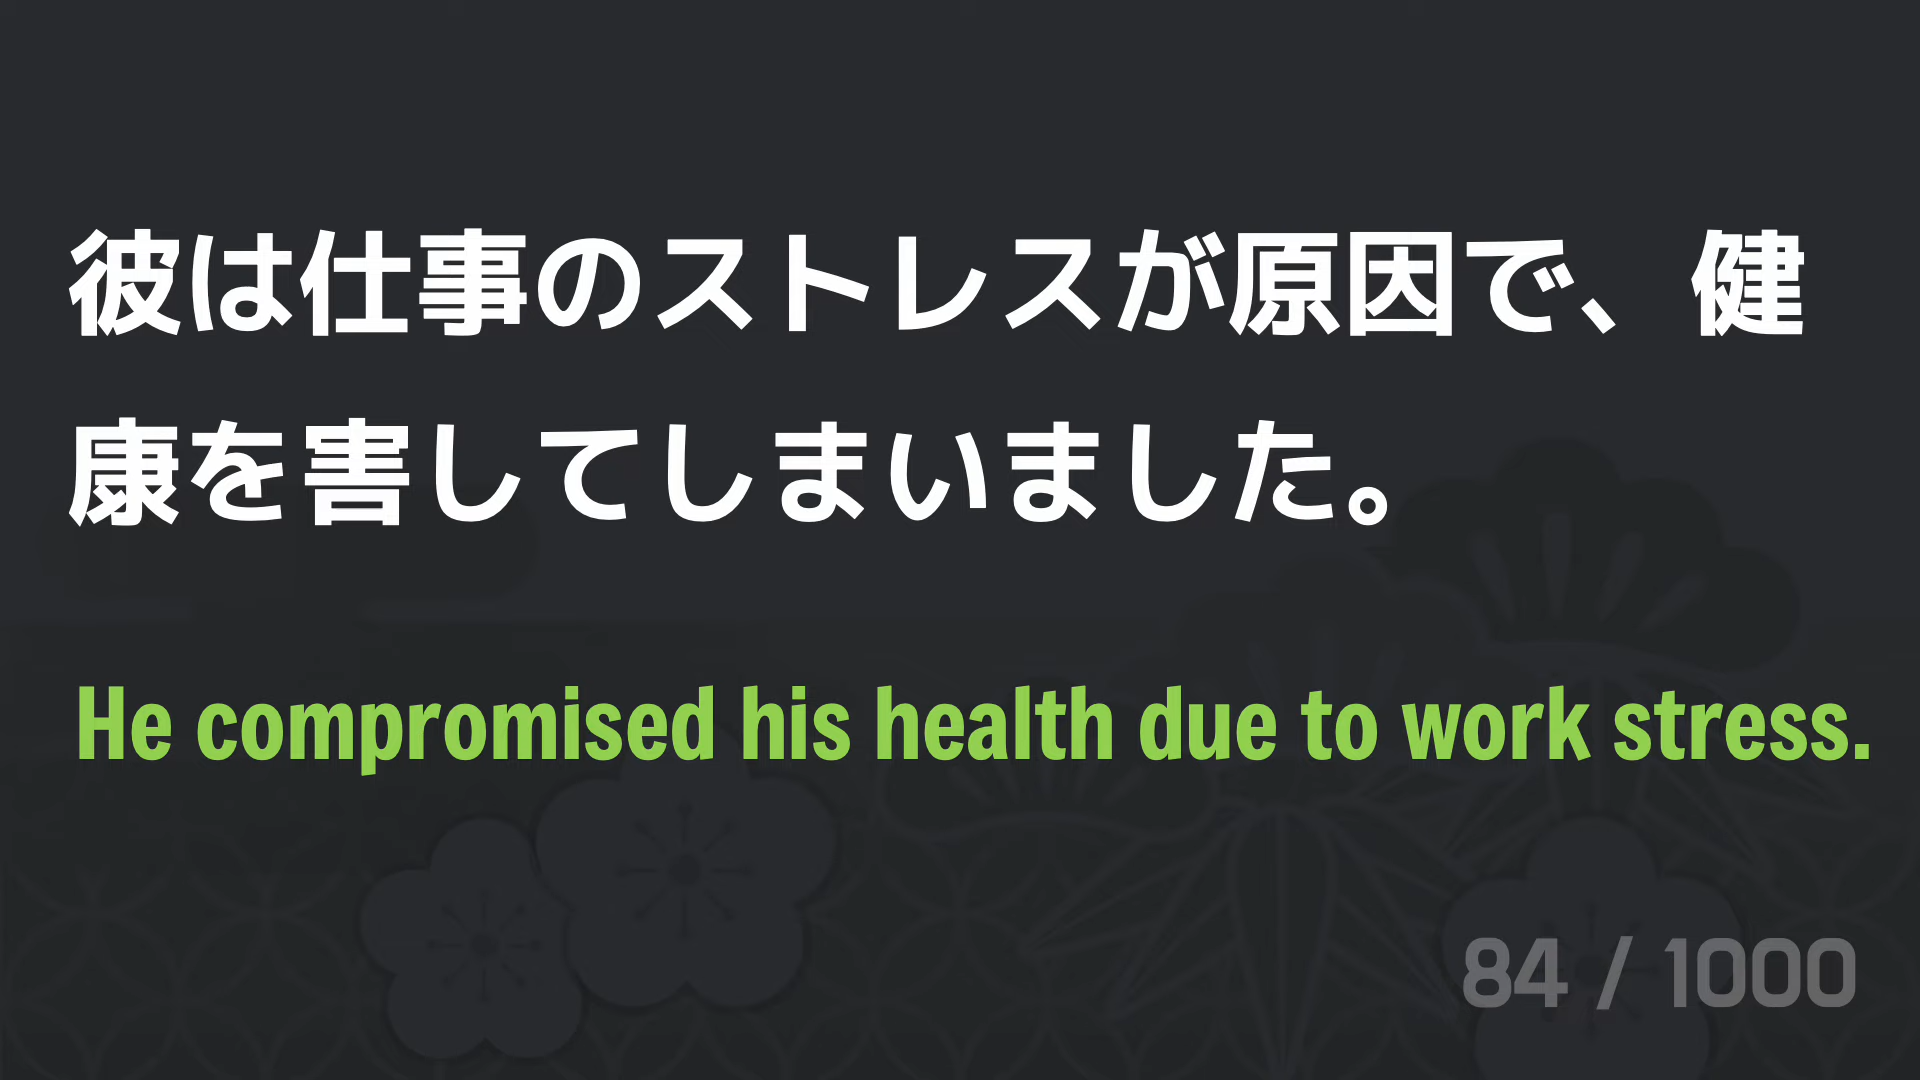 彼は仕事のストレスが原因で、健
康を害してしまいました。
He compromised his health due to work stress.
84 / 1000